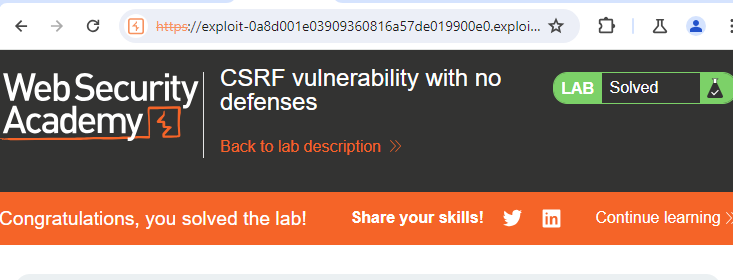 https://exploit-0a8d001e03909360816a57de019900e0.exploi...
Web Security
Academy
CSRF vulnerability with no
defenses
Back to lab description
LAB Solved
Congratulations, you solved the lab!
Share your skills!
Continue learning